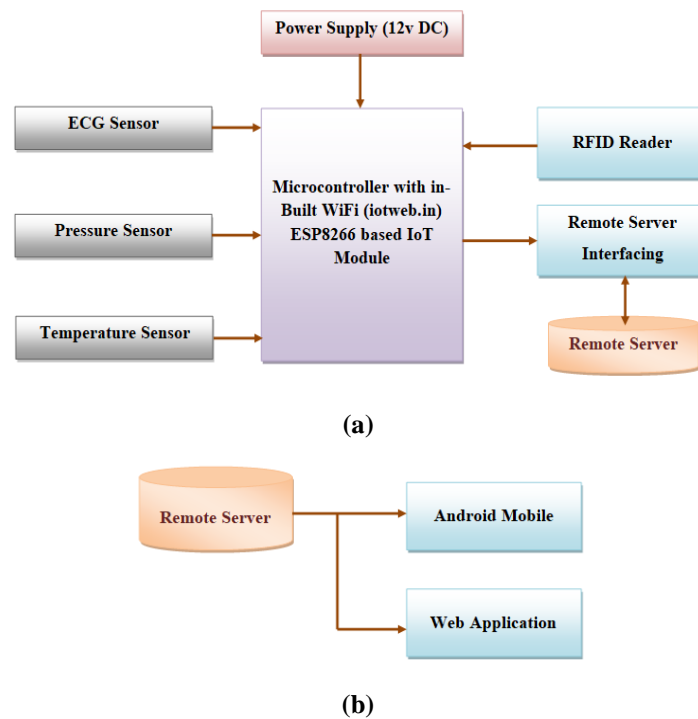 Power Supply (12v DC)
ECG Sensor
Pressure Sensor
Temperature Sensor
Microcontroller with in-
Built WiFi (iotweb.in)
ESP8266 based IoT
Module
RFID Reader
Remote Server
Interfacing
Remote Server
(a)
Remote Server
Android Mobile
Web Application
(b)